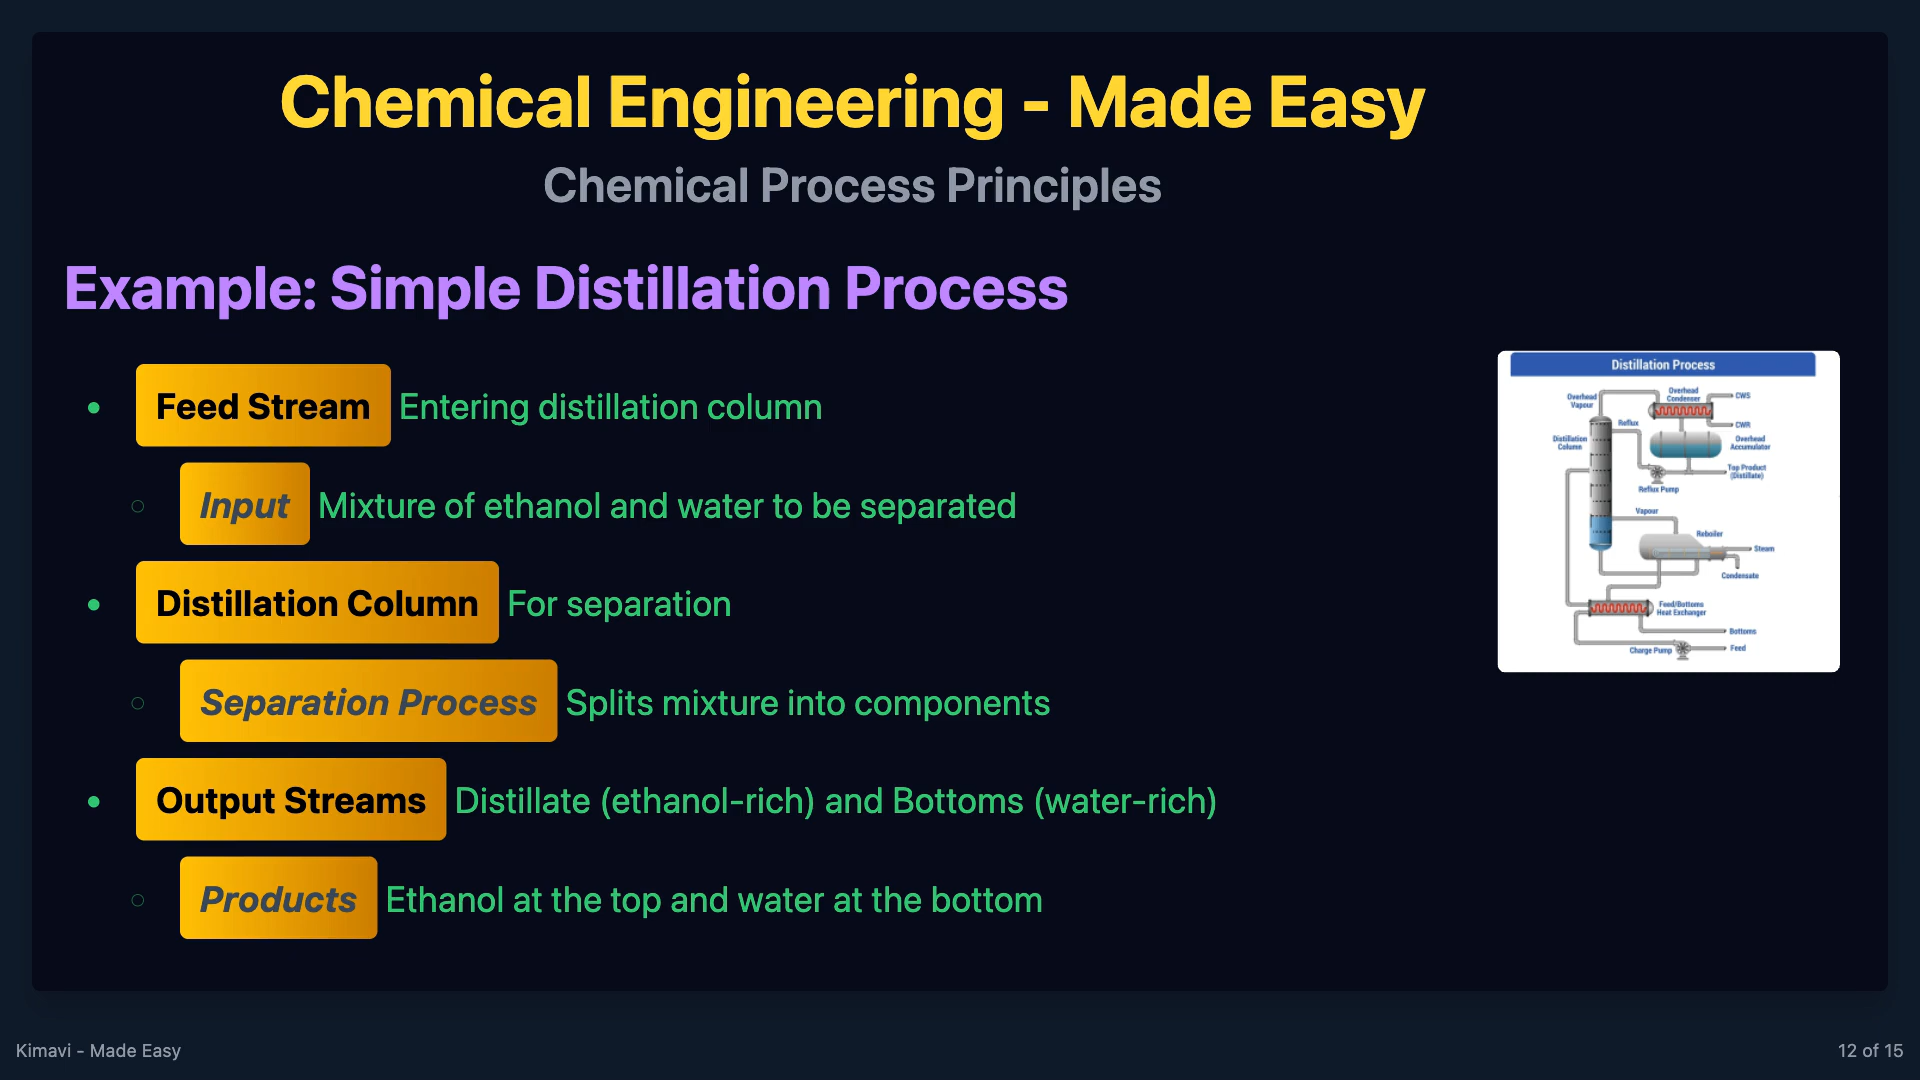 Chemical Engineering - Made Easy
Chemical Process Principles
Example: Simple Distillation Process
Feed Stream Entering distillation column
Input Mixture of ethanol and water to be separated
Distillation Column For separation
Separation Process Splits mixture into components
Output Streams Distillate (ethanol-rich) and Bottoms (water-rich)
Products Ethanol at the top and water at the bottom
Distillation Process
Overhead
Vapour
Overhead
Condenser
CWS
Reflux
CWR
Distillation
Column
Overhead
Accumulator
Top Product
(Distillate)
Reflux Pump
Vapour
Reboiler
Steam
Condensate
Feed/Bottoms
Heat Exchanger
Bottoms
Charge Pump
Feed
Kimavi - Made Easy
12 of 15